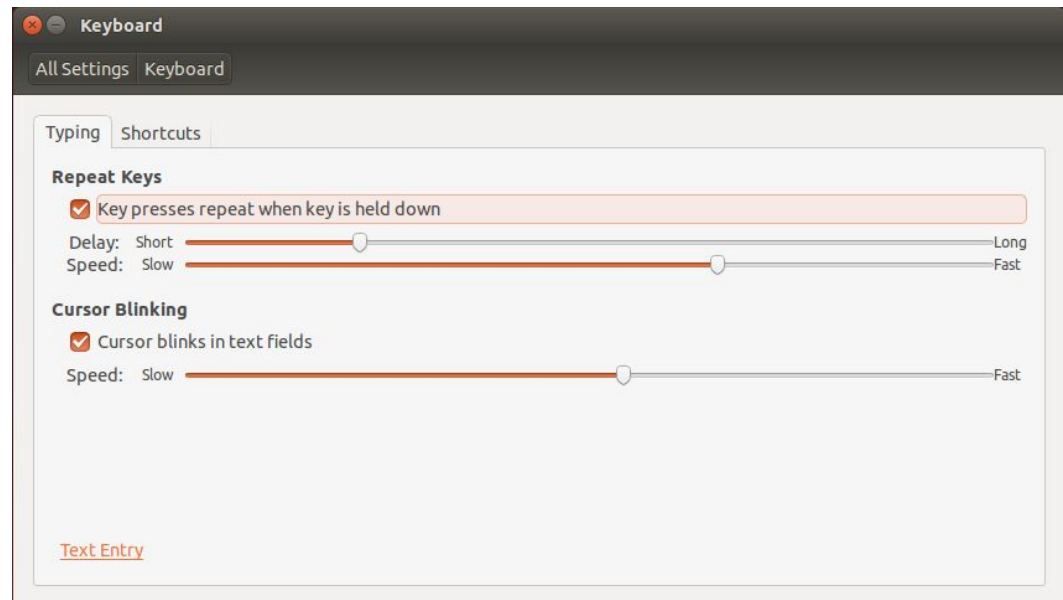 Keyboard
All Settings Keyboard
Typing Shortcuts
Repeat Keys
Key presses repeat when key is held down
Delay: Short Long
Speed: Slow Fast
Cursor Blinking
Cursor blinks in text fields
Speed: Slow Fast
Text Entry